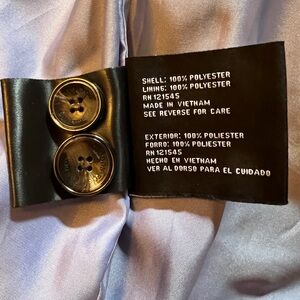 SHELL: 100% POLYESTER
LINING: 100% POLYESTER
RN 121545
MADE IN VIETNAM
SEE REVERSE FOR CARE
EXTERIOR: 100% POLIESTER
FORRO: 100% POLIESTER
RN 121545
HECHO EN VIETNAM
VER AL DORSO PARA EL CUIDADO